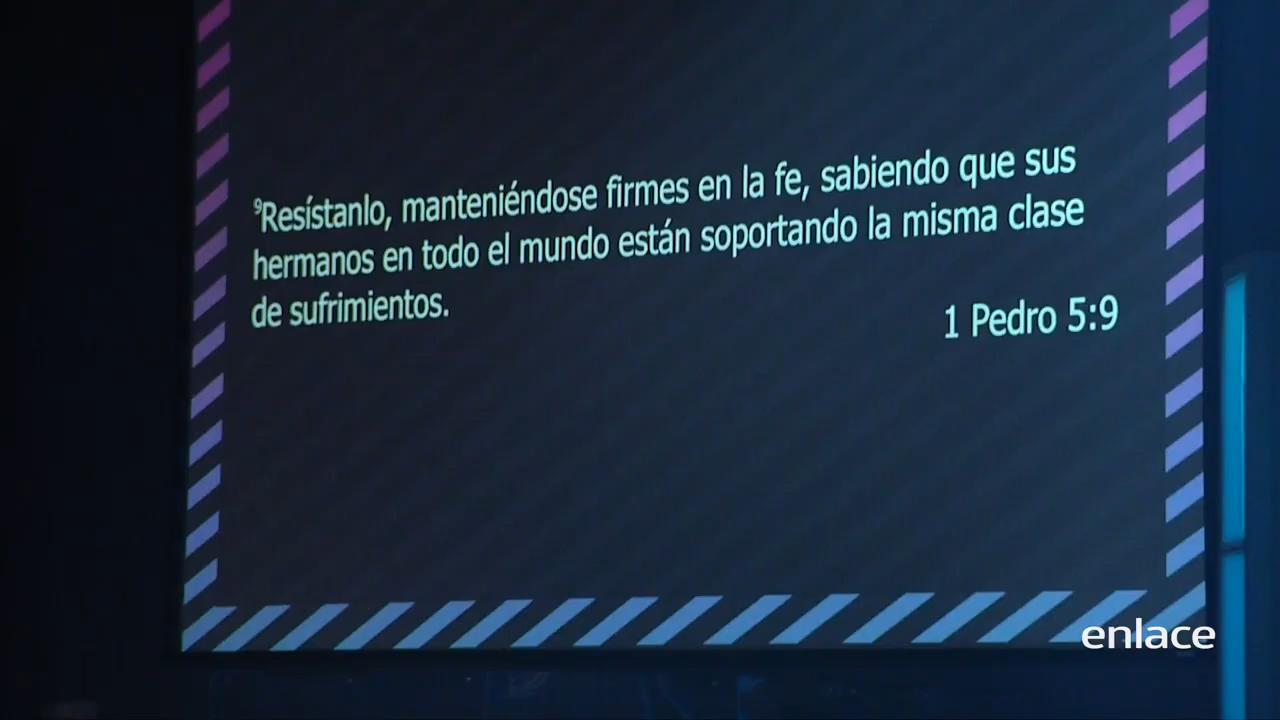 ⁹Resístanlo, manteniéndose firmes en la fe, sabiendo que sus
hermanos en todo el mundo están soportando la misma clase
de sufrimientos.
1 Pedro 5:9
enlace